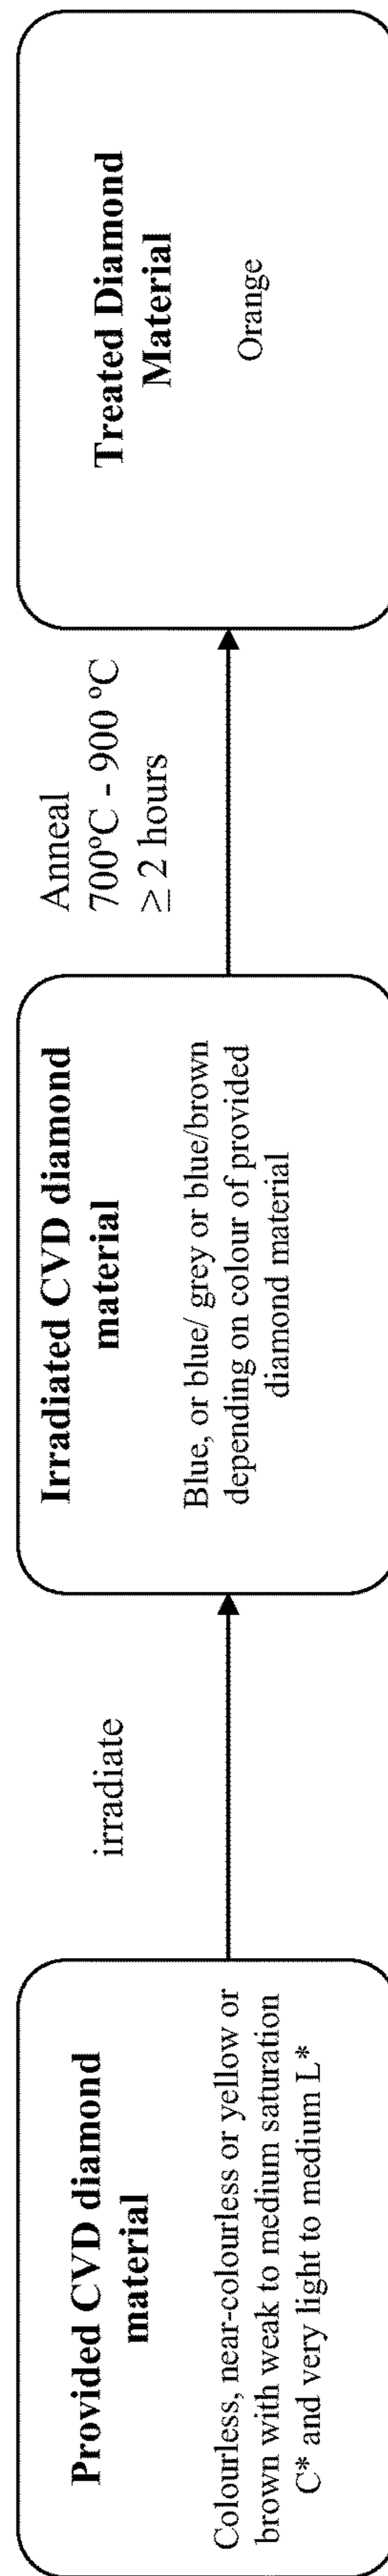 Provided CVD diamond
material
Colourless, near-colourless or yellow or
brown with weak to medium saturation
C* and very light to medium L*
irradiate
Irradiated CVD diamond
material
Blue, or blue/ grey or blue/brown
depending on colour of provided
diamond material
Anneal
700ºC - 900 ºC
≥ 2 hours
Treated Diamond
Material
Orange